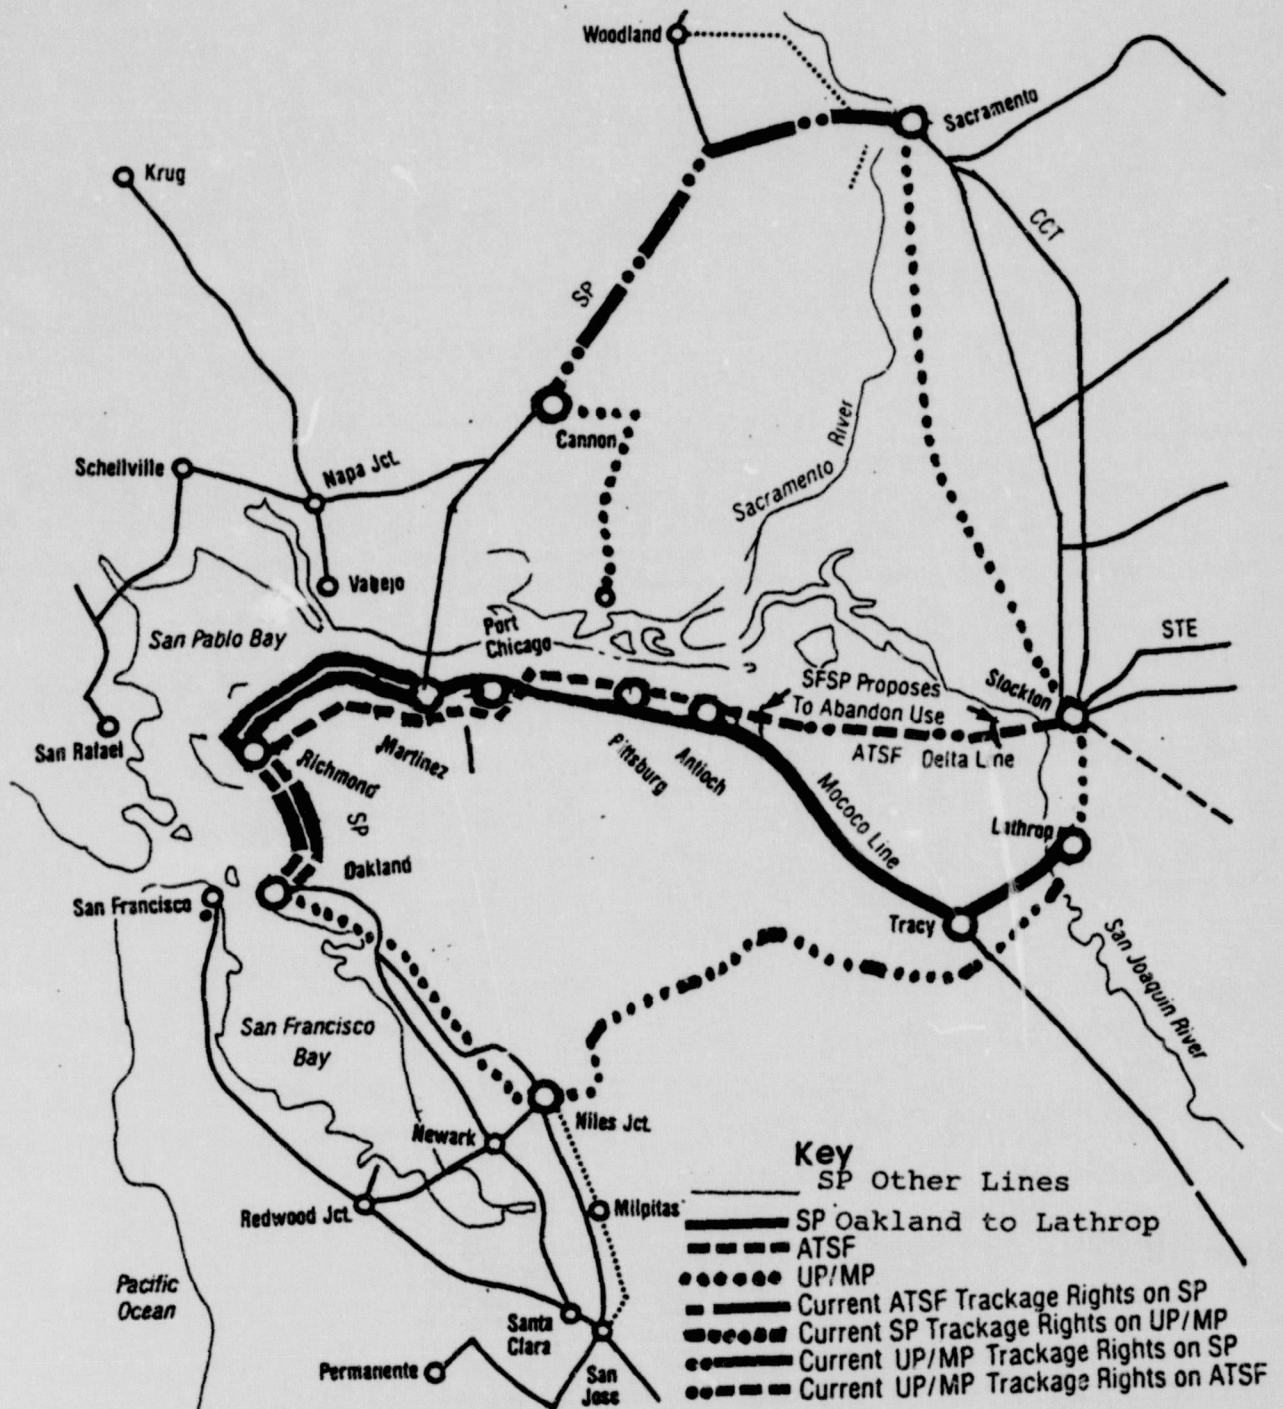 Woodland
Sacramento
Krug
CCT
SP
Cannon
Sacramento River
Schellville
Napa Jct.
Vallejo
San Pablo Bay
Port
Chicago
STE
SFSP Proposes
To Abandon Use
Stockton
San Rafael
Richmond
Martinez
Pittsburg
Antioch
ATSF Delta Line
Mococo Line
Lathrop
SP
Oakland
San Francisco
Tracy
San Joaquin River
San Francisco
Bay
Niles Jct.
Newark
Redwood Jct.
Milpitas
Pacific
Ocean
Santa
Clara
San
Jose
Permanente
Key
SP Other Lines
SP Oakland to Lathrop
ATSF
UP/MP
Current ATSF Trackage Rights on SP
Current SP Trackage Rights on UP/MP
Current UP/MP Trackage Rights on SP
Current UP/MP Trackage Rights on ATSF